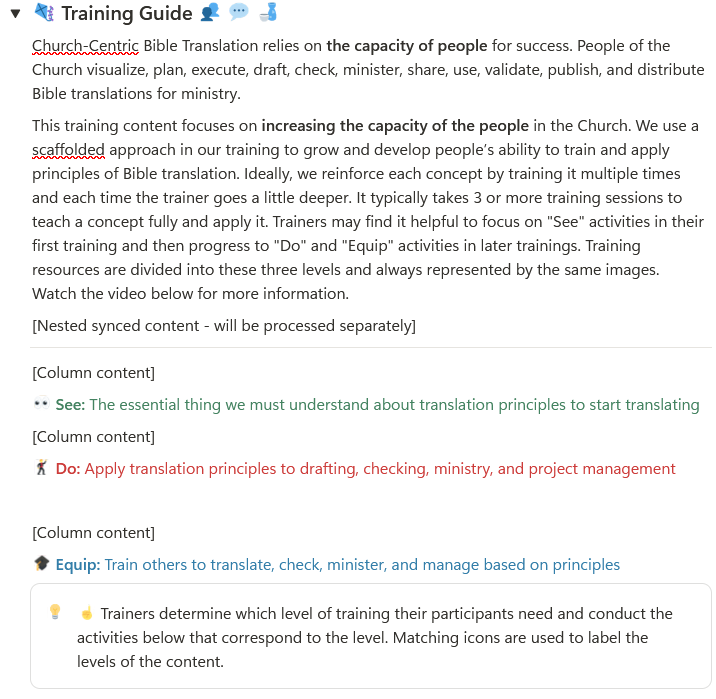 Training Guide
Church-Centric Bible Translation relies on the capacity of people for success. People of the
Church visualize, plan, execute, draft, check, minister, share, use, validate, publish, and distribute
Bible translations for ministry.
This training content focuses on increasing the capacity of the people in the Church. We use a
scaffolded approach in our training to grow and develop people’s ability to train and apply
principles of Bible translation. Ideally, we reinforce each concept by training it multiple times
and each time the trainer goes a little deeper. It typically takes 3 or more training sessions to
teach a concept fully and apply it. Trainers may find it helpful to focus on "See" activities in their
first training and then progress to "Do" and "Equip" activities in later trainings. Training
resources are divided into these three levels and always represented by the same images.
Watch the video below for more information.
[Nested synced content - will be processed separately]
[Column content]
See: The essential thing we must understand about translation principles to start translating
[Column content]
Do: Apply translation principles to drafting, checking, ministry, and project management
[Column content]
Equip: Train others to translate, check, minister, and manage based on principles
Trainers determine which level of training their participants need and conduct the
activities below that correspond to the level. Matching icons are used to label the
levels of the content.